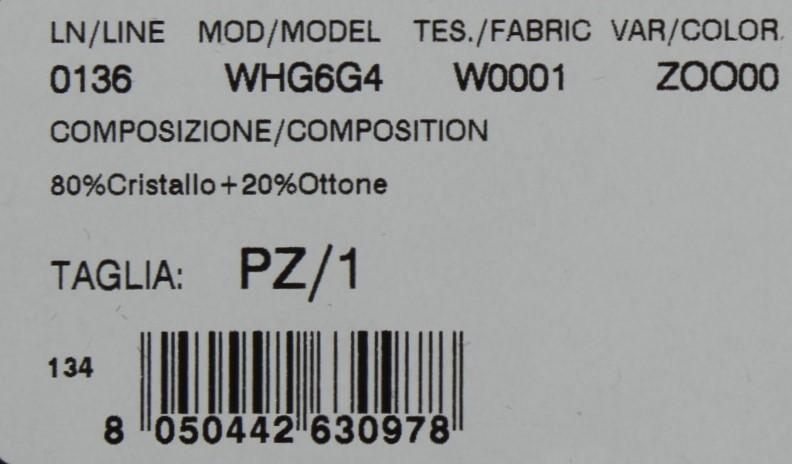 LN/LINE MOD/MODEL TES./FABRIC VAR/COLOR.
0136 WHG6G4 W0001 ZOO00
COMPOSIZIONE/COMPOSITION
80%Cristallo+20%Ottone
TAGLIA: PZ/1
134
8 050442 630978